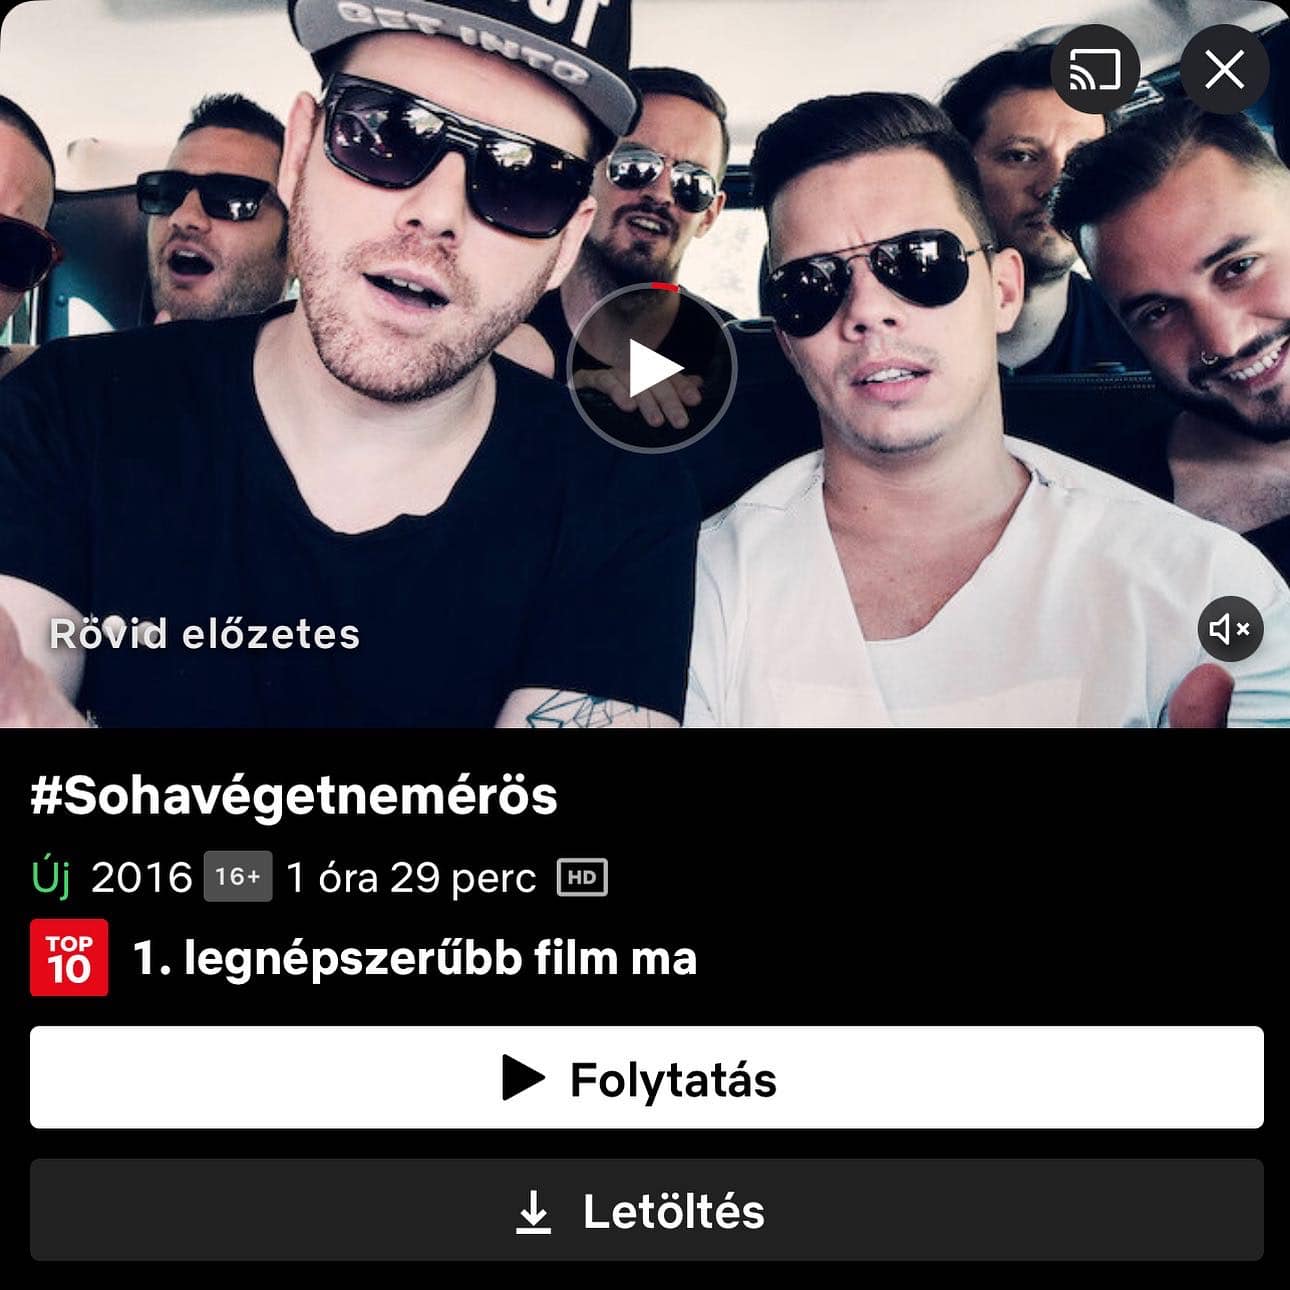 GET INTO
Rövid előzetes
#Sohavégetnemérös
Új 2016 16+ 1 óra 29 perc HD
TOP 10 1. legnépszerűbb film ma
Folytatás
Letöltés